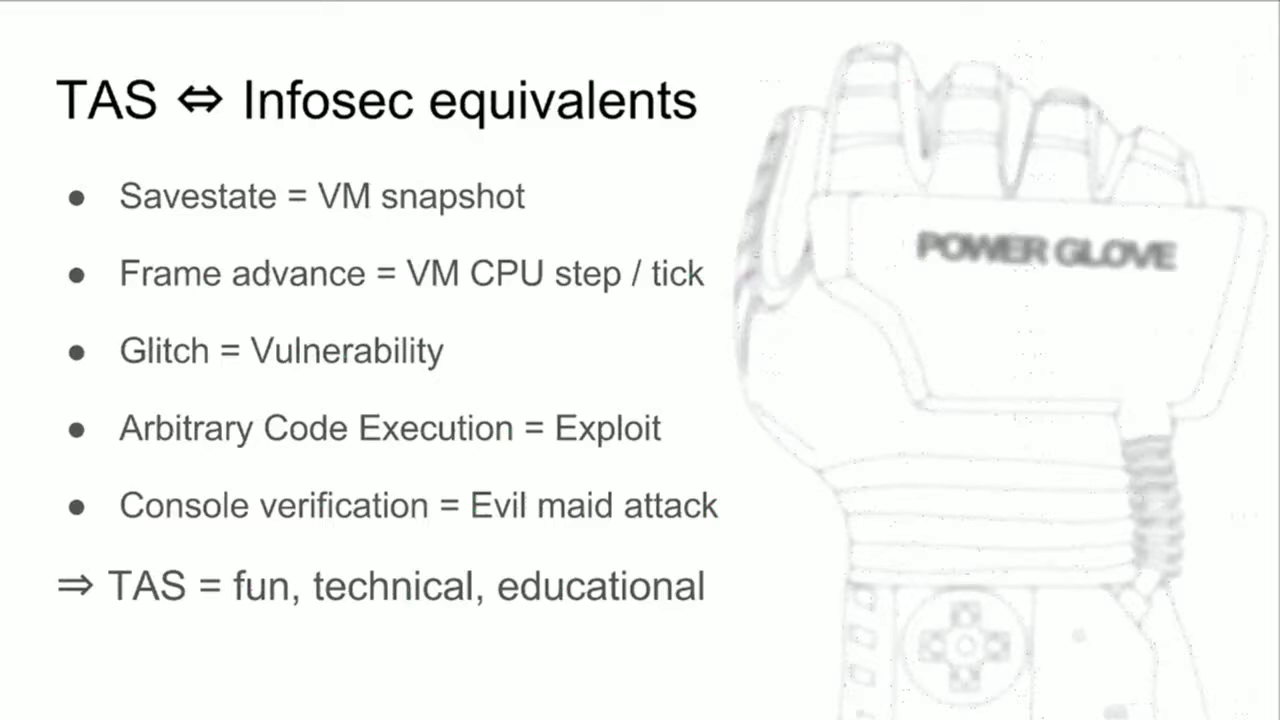 TAS ⇔ Infosec equivalents
● Savestate = VM snapshot
● Frame advance = VM CPU step / tick
● Glitch = Vulnerability
● Arbitrary Code Execution = Exploit
● Console verification = Evil maid attack
⇒ TAS = fun, technical, educational
POWER GLOVE